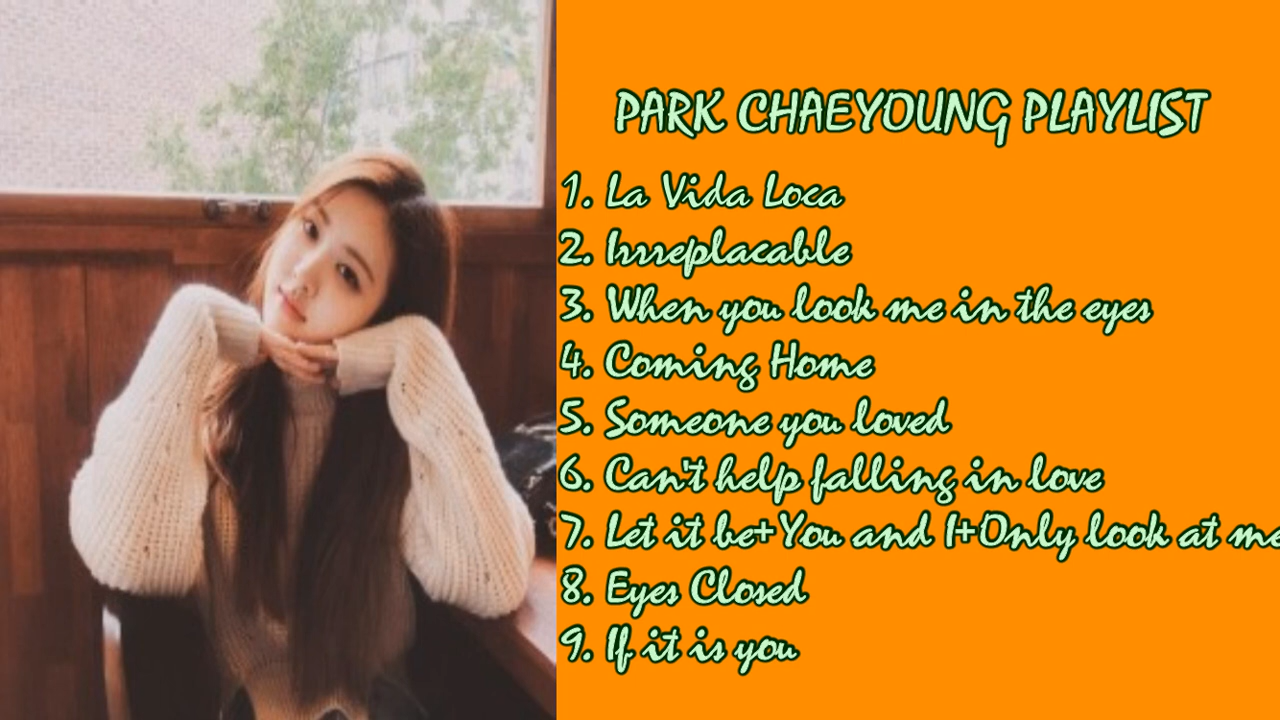 PARK CHAEYOUNG PLAYLIST
1. La Vida Loca
2. Irrreplacable
3. When you look me in the eyes
4. Coming Home
5. Someone you loved
6. Can't help falling in love
7. Let it be+You and I+Only look at me
8. Eyes Closed
9. If it is you